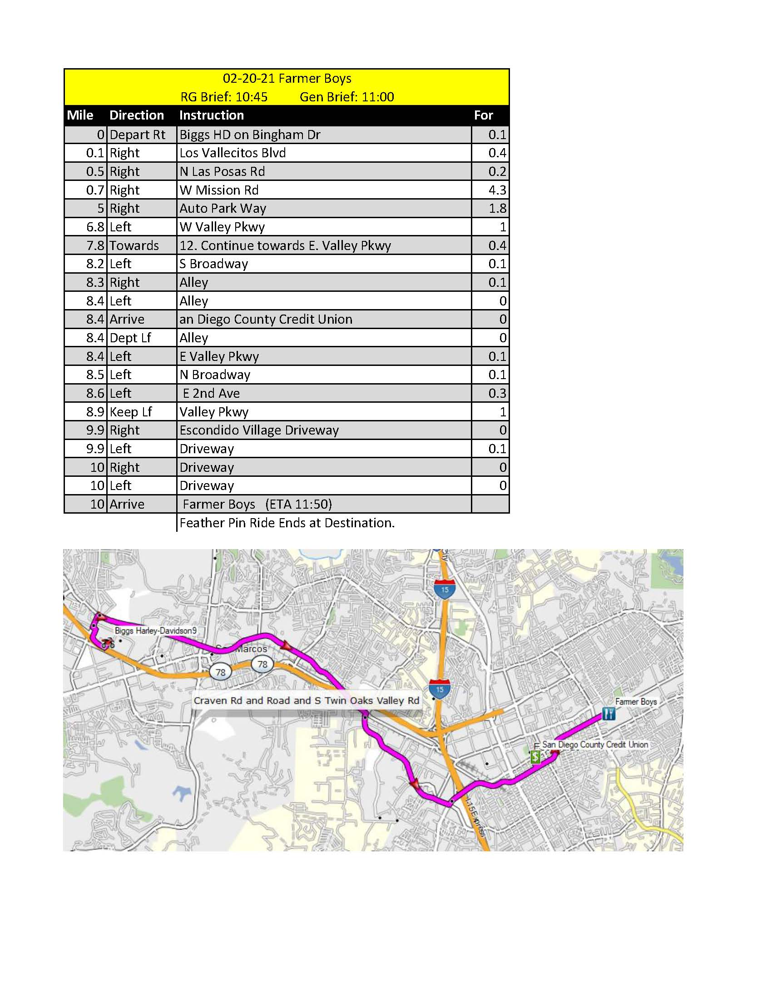 02-20-21 Farmer Boys
RG Brief: 10:45 Gen Brief: 11:00
Mile Direction Instruction For
0 Depart Rt Biggs HD on Bingham Dr 0.1
0.1 Right Los Vallecitos Blvd 0.4
0.5 Right N Las Posas Rd 0.2
0.7 Right W Mission Rd 4.3
5 Right Auto Park Way 1.8
6.8 Left W Valley Pkwy 1
7.8 Towards 12. Continue towards E. Valley Pkwy 0.4
8.2 Left S Broadway 0.1
8.3 Right Alley 0.1
8.4 Left Alley 0
8.4 Arrive an Diego County Credit Union 0
8.4 Dept Lf Alley 0
8.4 Left E Valley Pkwy 0.1
8.5 Left N Broadway 0.1
8.6 Left E 2nd Ave 0.3
8.9 Keep Lf Valley Pkwy 1
9.9 Right Escondido Village Driveway 0
9.9 Left Driveway 0.1
10 Right Driveway 0
10 Left Driveway 0
10 Arrive Farmer Boys (ETA 11:50)
Feather Pin Ride Ends at Destination.
15
Biggs Harley-Davidson9
Marcos
78
78
15
Craven Rd and Road and S Twin Oaks Valley Rd
Farmer Boys
San Diego County Credit Union
I-15 Express